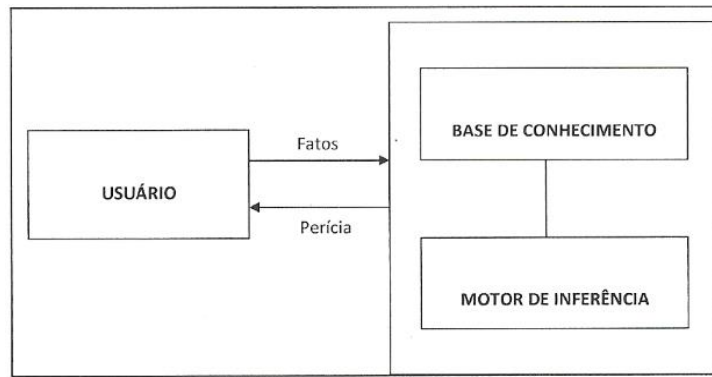 Fatos
BASE DE CONHECIMENTO
USUÁRIO
Perícia
MOTOR DE INFERÊNCIA